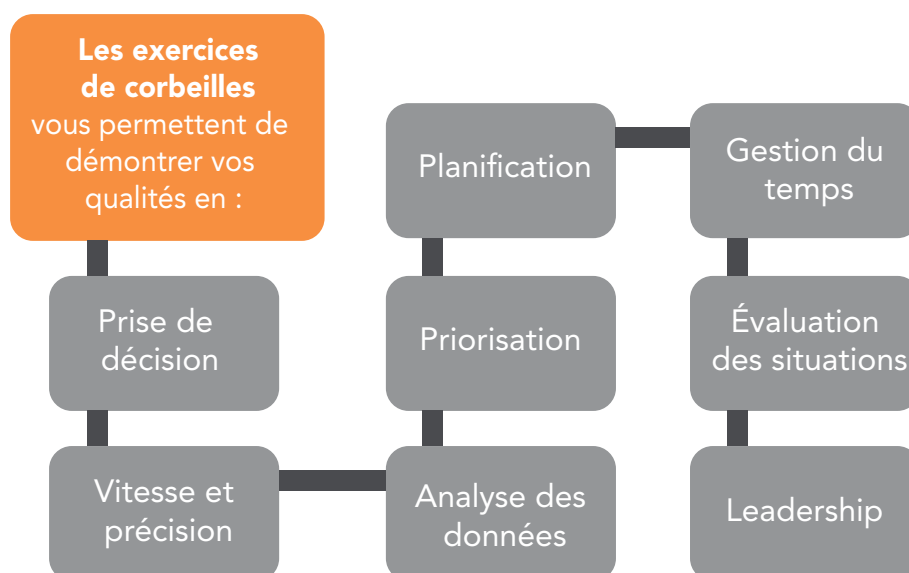 Les exercices
de corbeilles
vous permettent de
démontrer vos
qualités en :
Prise de
décision
Vitesse et
précision
Analyse des
données
Priorisation
Planification
Gestion du
temps
Évaluation
des situations
Leadership